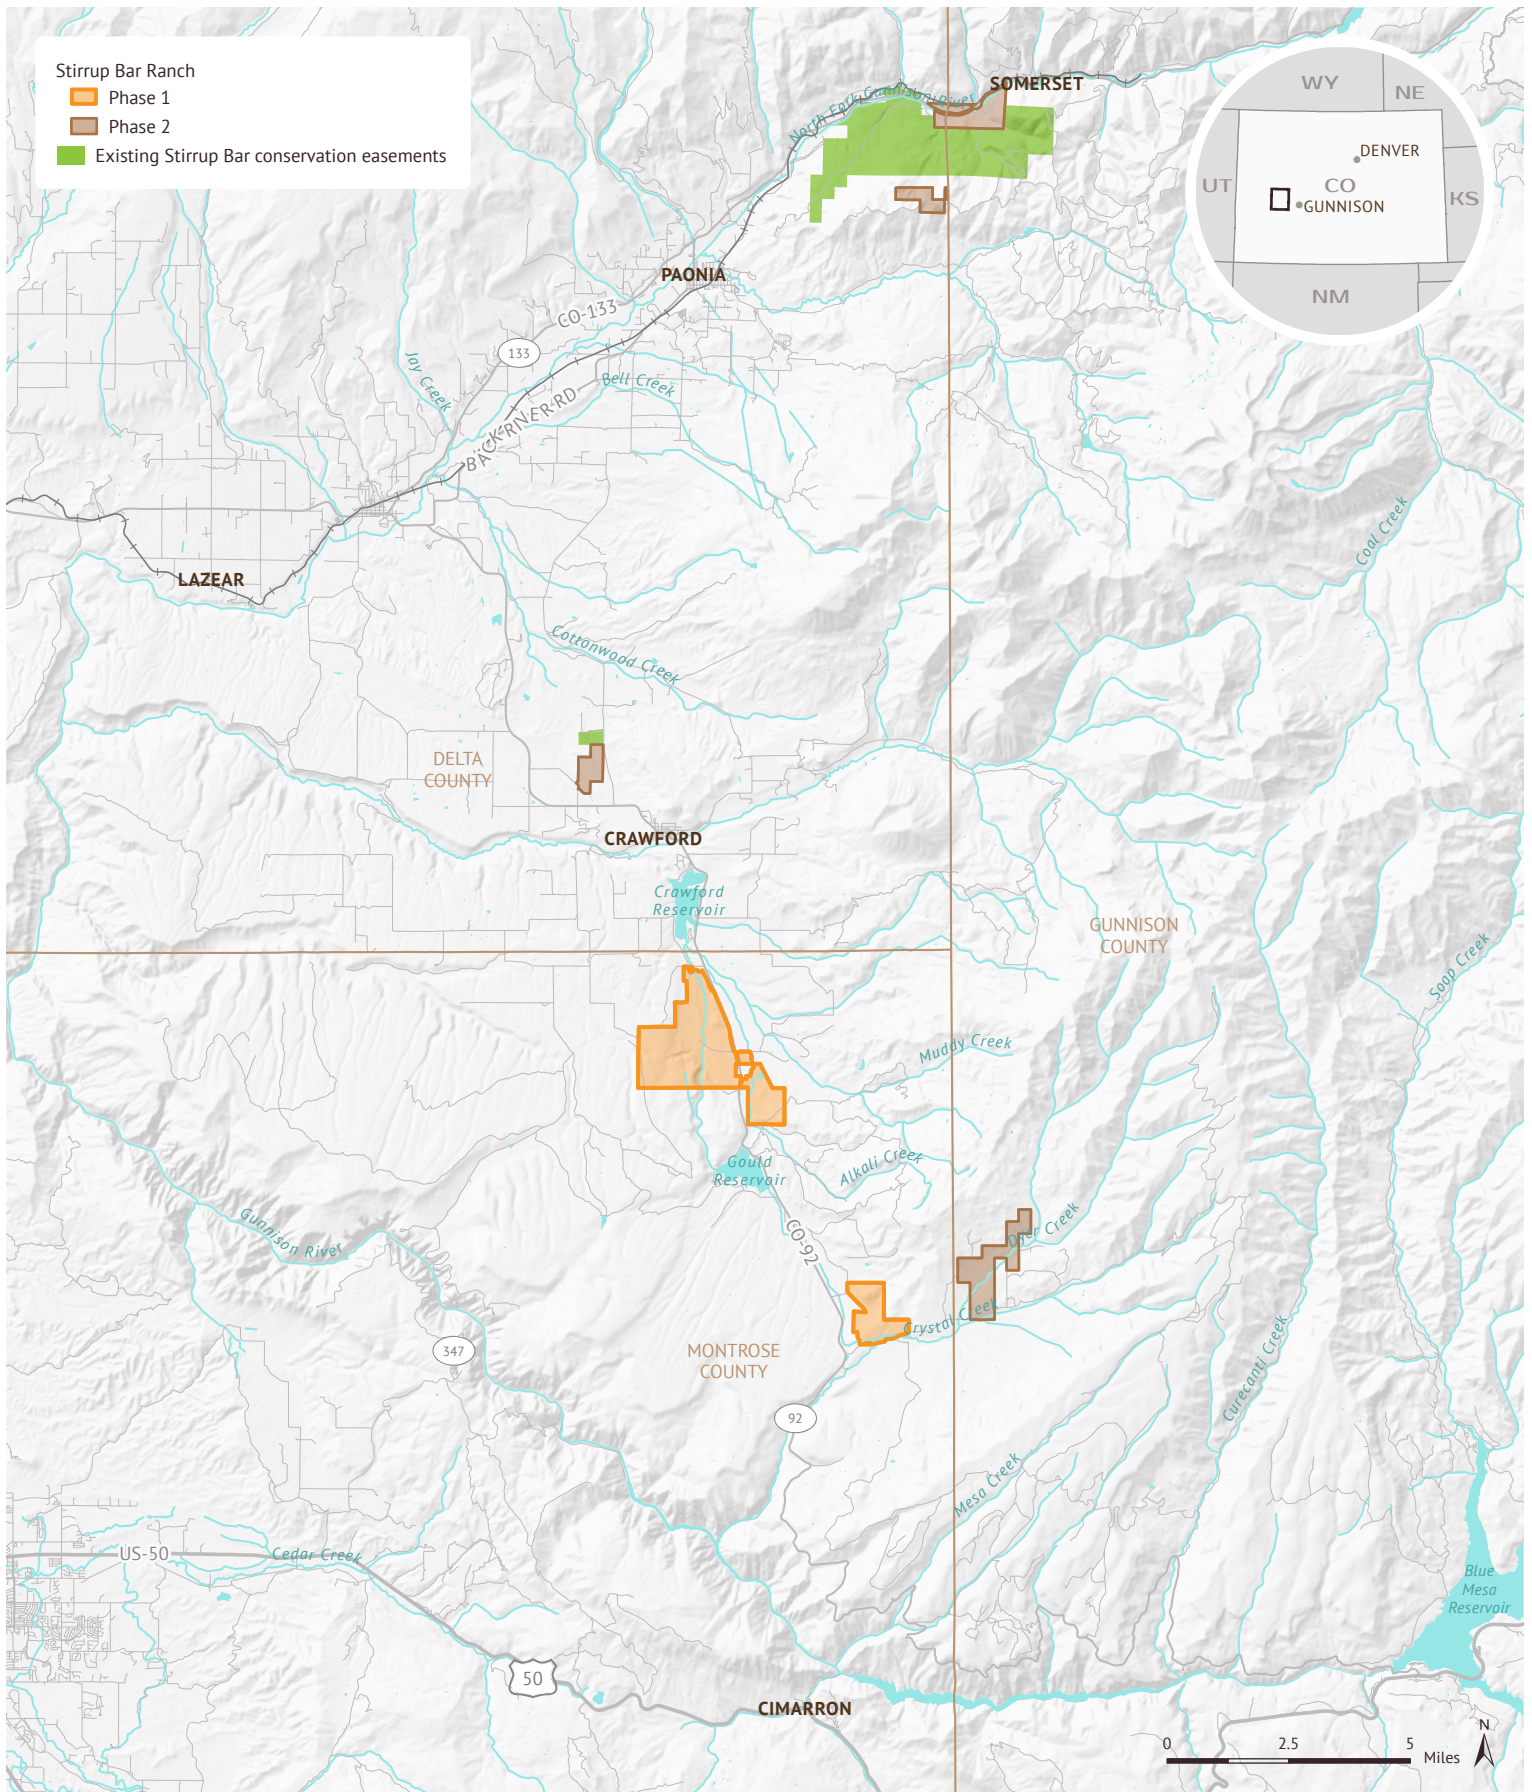 Stirrup Bar Ranch
Phase 1
Phase 2
Existing Stirrup Bar conservation easements
SOMERSET
North Fork Gunnison River
WY
NE
DENVER
UT
CO
KS
GUNNISON
NM
PAONIA
CO-133
133
Jay Creek
Bell Creek
BACK RIVER RD
Coal Creek
LAZEAR
Cottonwood Creek
DELTA
COUNTY
CRAWFORD
Crawford
Reservoir
GUNNISON
COUNTY
Soap Creek
Muddy Creek
Gould
Reservoir
Alkali Creek
Gunnison River
CO-92
Dyer Creek
Crystal Creek
347
MONTROSE
COUNTY
Curecanti Creek
92
Mesa Creek
US-50
Cedar Creek
Blue
Mesa
Reservoir
50
CIMARRON
N
0
2.5
5
Miles